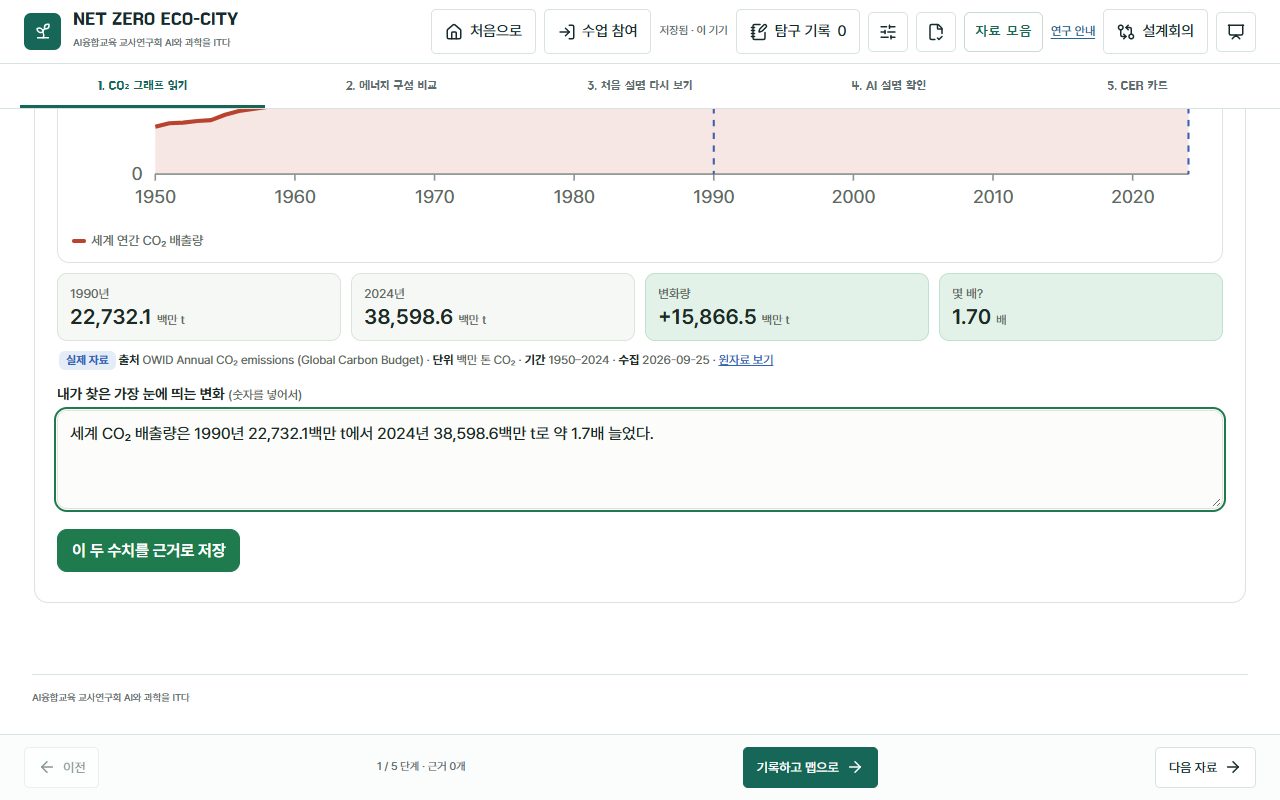 NET ZERO ECO-CITY
AI융합교육 교사연구회 AI와 과학을 IT다
처음으로
수업 참여
저장됨 · 이 기기
탐구 기록 0
자료 모음
연구 안내
설계회의
1. CO₂ 그래프 읽기
2. 에너지 구성 비교
3. 처음 설명 다시 보기
4. AI 설명 확인
5. CER 카드
0
1950 1960 1970 1980 1990 2000 2010 2020
세계 연간 CO₂ 배출량
1990년
22,732.1 백만 t
2024년
38,598.6 백만 t
변화량
+15,866.5 백만 t
몇 배?
1.70 배
실제 자료 출처 OWID Annual CO₂ emissions (Global Carbon Budget) · 단위 백만 톤 CO₂ · 기간 1950–2024 · 수집 2026-09-25 · 원자료 보기
내가 찾은 가장 눈에 띄는 변화 (숫자를 넣어서)
세계 CO₂ 배출량은 1990년 22,732.1백만 t에서 2024년 38,598.6백만 t로 약 1.7배 늘었다.
이 두 수치를 근거로 저장
AI융합교육 교사연구회 AI와 과학을 IT다
이전
1 / 5 단계 · 근거 0개
기록하고 맵으로
다음 자료